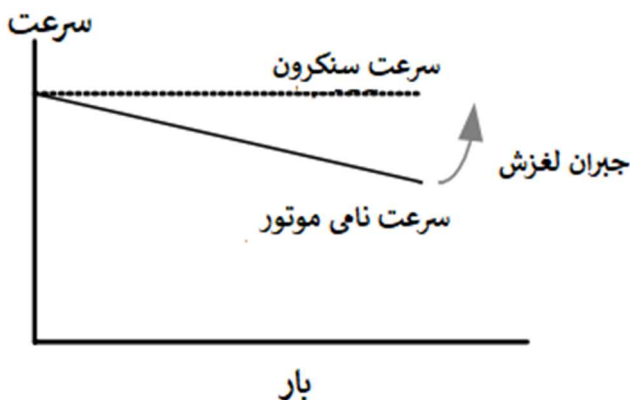 سرعت
سرعت سنکرون
جبران لغزش
سرعت نامی موتور
بار